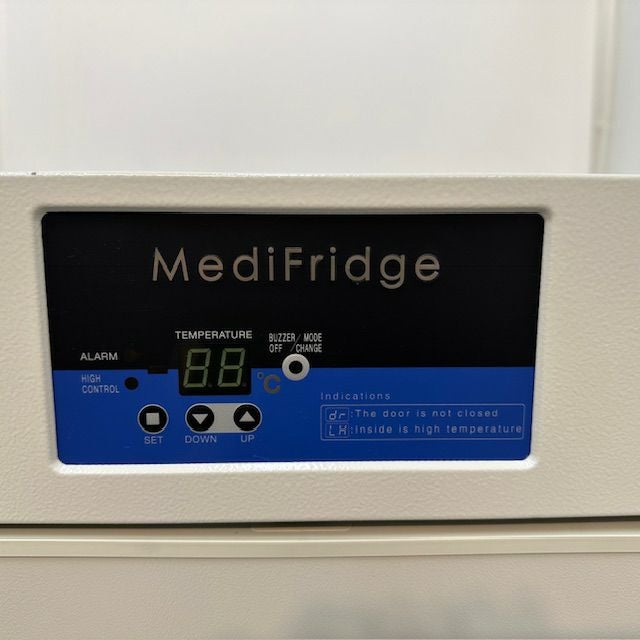 MediFridge
TEMPERATURE
BUZZER/MODE
OFF/CHANGE
ALARM
88
°C
HIGH
CONTROL
SET
DOWN
UP
Indications
dr:The door is not closed
LH:Inside is high temperature